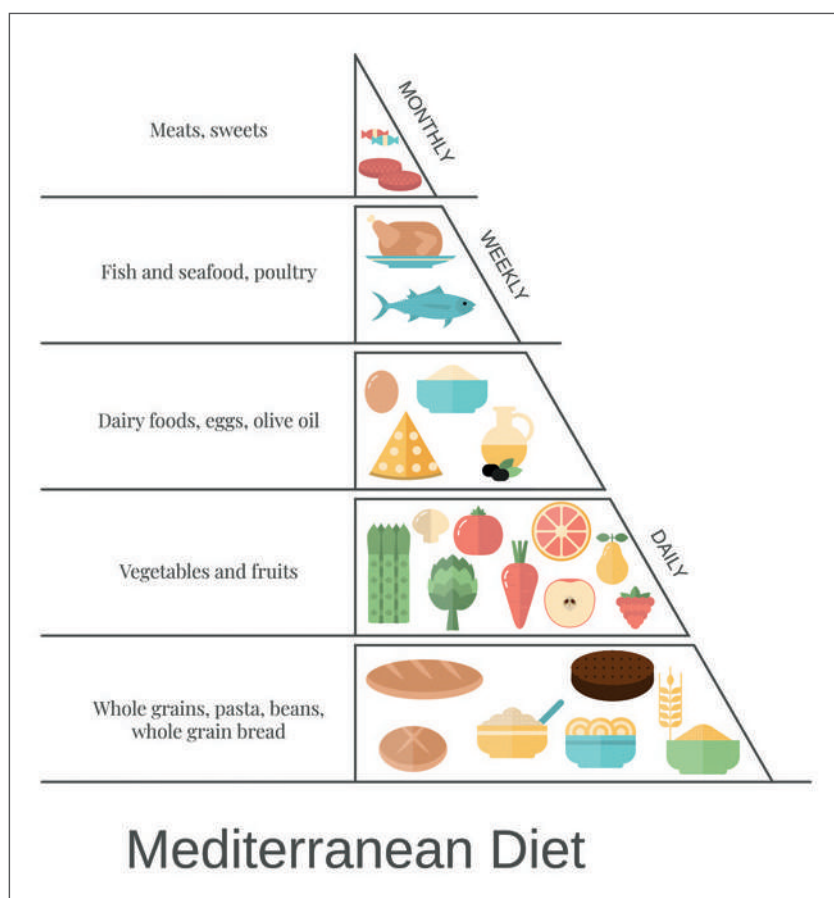 MONTHLY
Meats, sweets
WEEKLY
Fish and seafood, poultry
Dairy foods, eggs, olive oil
DAILY
Vegetables and fruits
Whole grains, pasta, beans,
whole grain bread
Mediterranean Diet